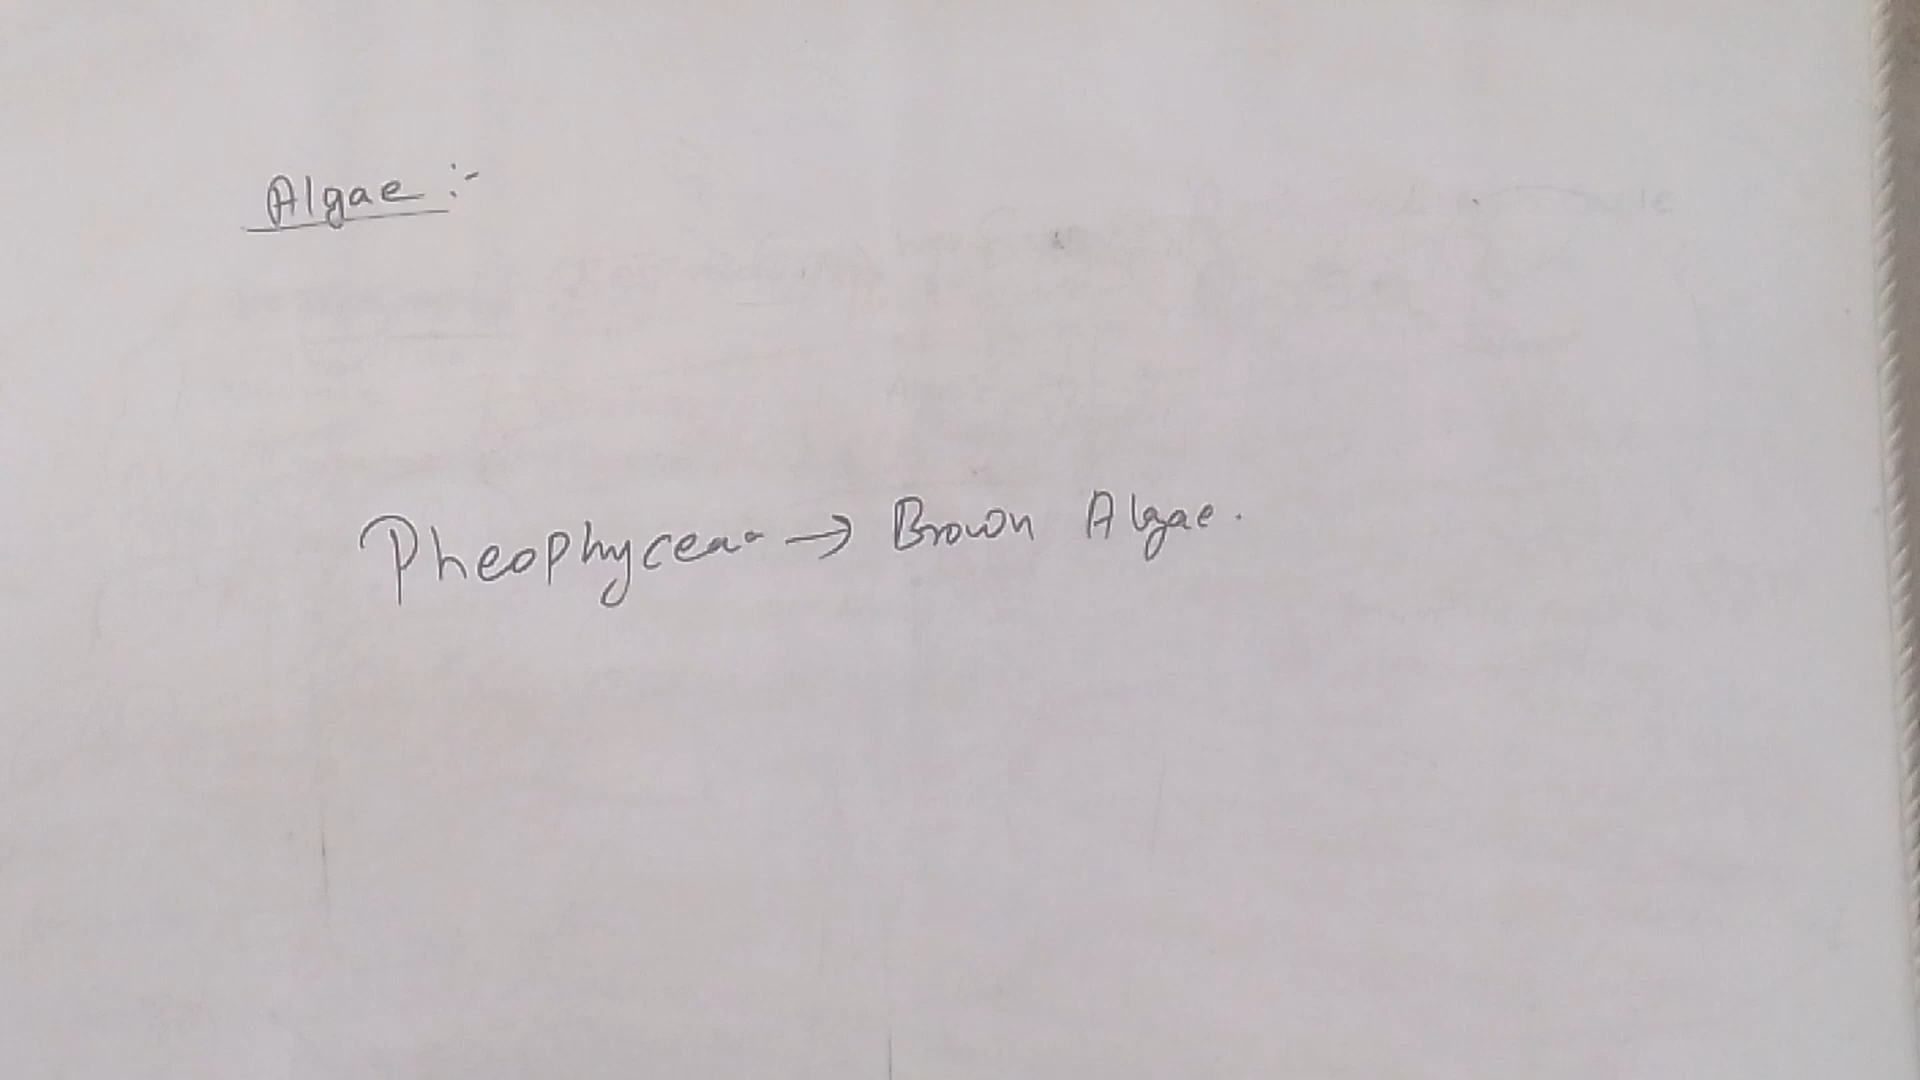 Algae :-
Pheophyceae → Brown Algae.